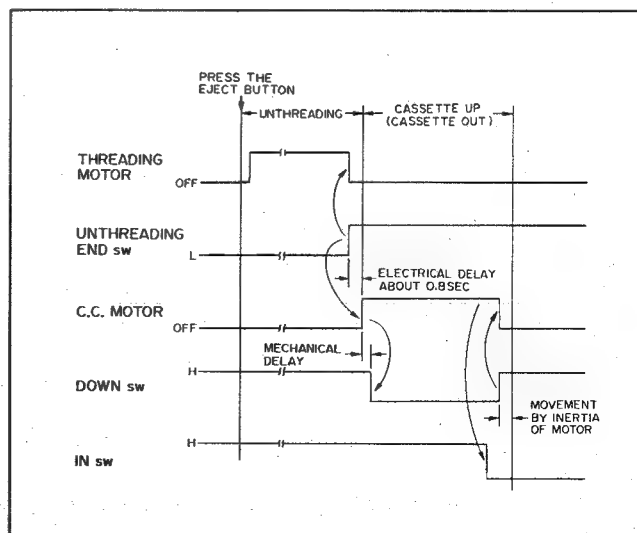 PRESS THE
EJECT BUTTON
UNTHREADING
CASSETTE UP
(CASSETTE OUT)
THREADING
MOTOR
OFF
UNTHREADING
END sw
L
ELECTRICAL DELAY
ABOUT 0.8SEC
C.C. MOTOR
OFF
MECHANICAL
DELAY
H
DOWN sw
MOVEMENT
BY INERTIA
OF MOTOR
H
IN sw